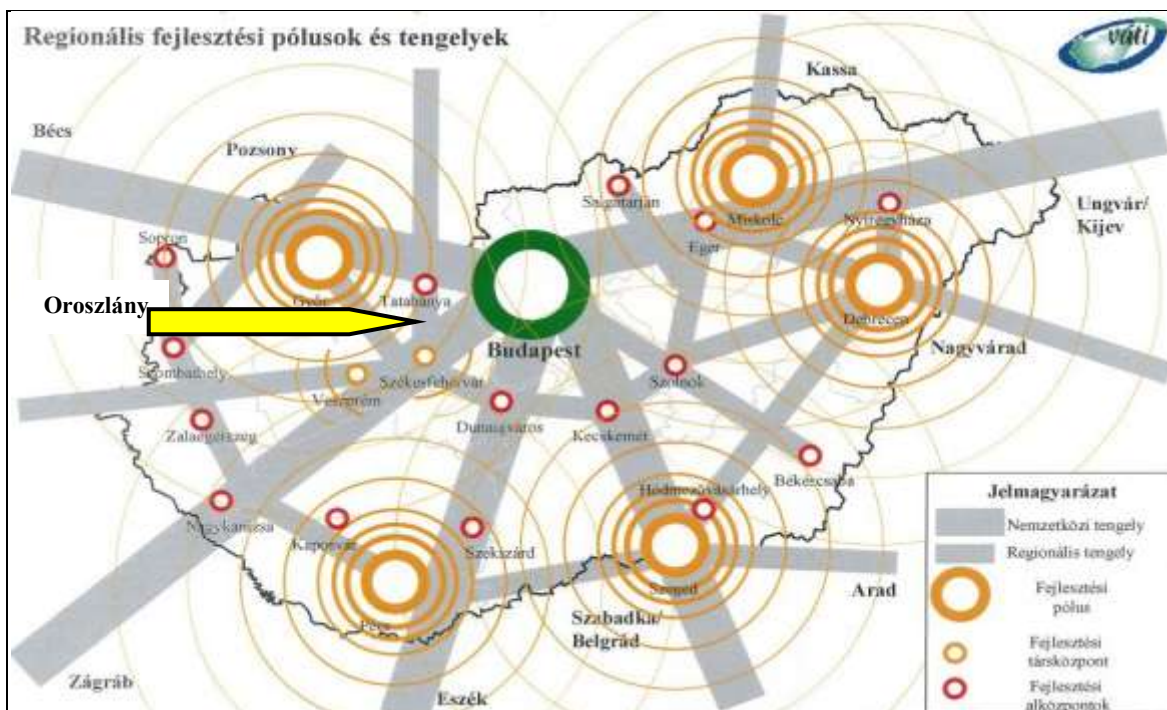 Regionális fejlesztési pólusok és tengelyek
váti
Kassa
Bécs
Pozsony
Salgótarján
Miskolc
Nyíregyháza
Ungvár/
Kijev
Sopron
Eger
Oroszlány
Győr
Tatabánya
Debrecen
Budapest
Nagyvárad
Szombathely
Székesfehérvár
Szolnok
Veszprém
Zalaegerszeg
Dunaújváros
Kecskemét
Békéscsaba
Hódmezővásárhely
Nagykanizsa
Kaposvár
Szekszárd
Szeged
Arad
Pécs
Szabadka/
Belgrád
Zágráb
Eszék
Jelmagyarázat
Nemzetközi tengely
Regionális tengely
Fejlesztési
pólus
Fejlesztési
társközpont
Fejlesztési
alközpontok